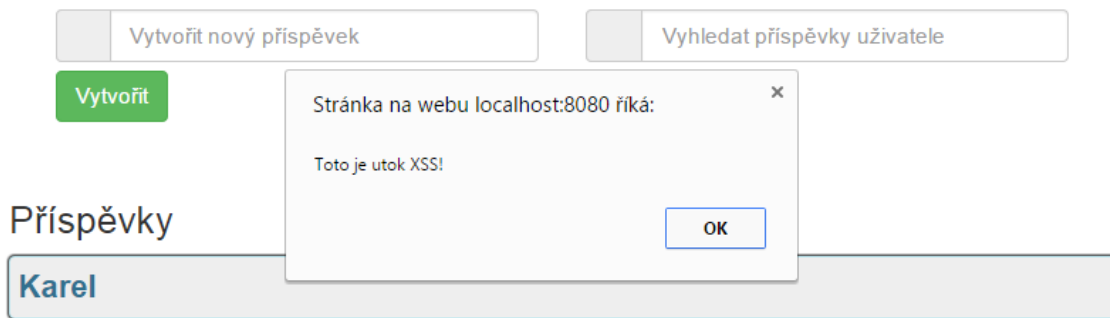 Vytvořit nový příspěvek
Vyhledat příspěvky uživatele
Vytvořit
Stránka na webu localhost:8080 říká:
×
Toto je utok XSS!
OK
Příspěvky
Karel